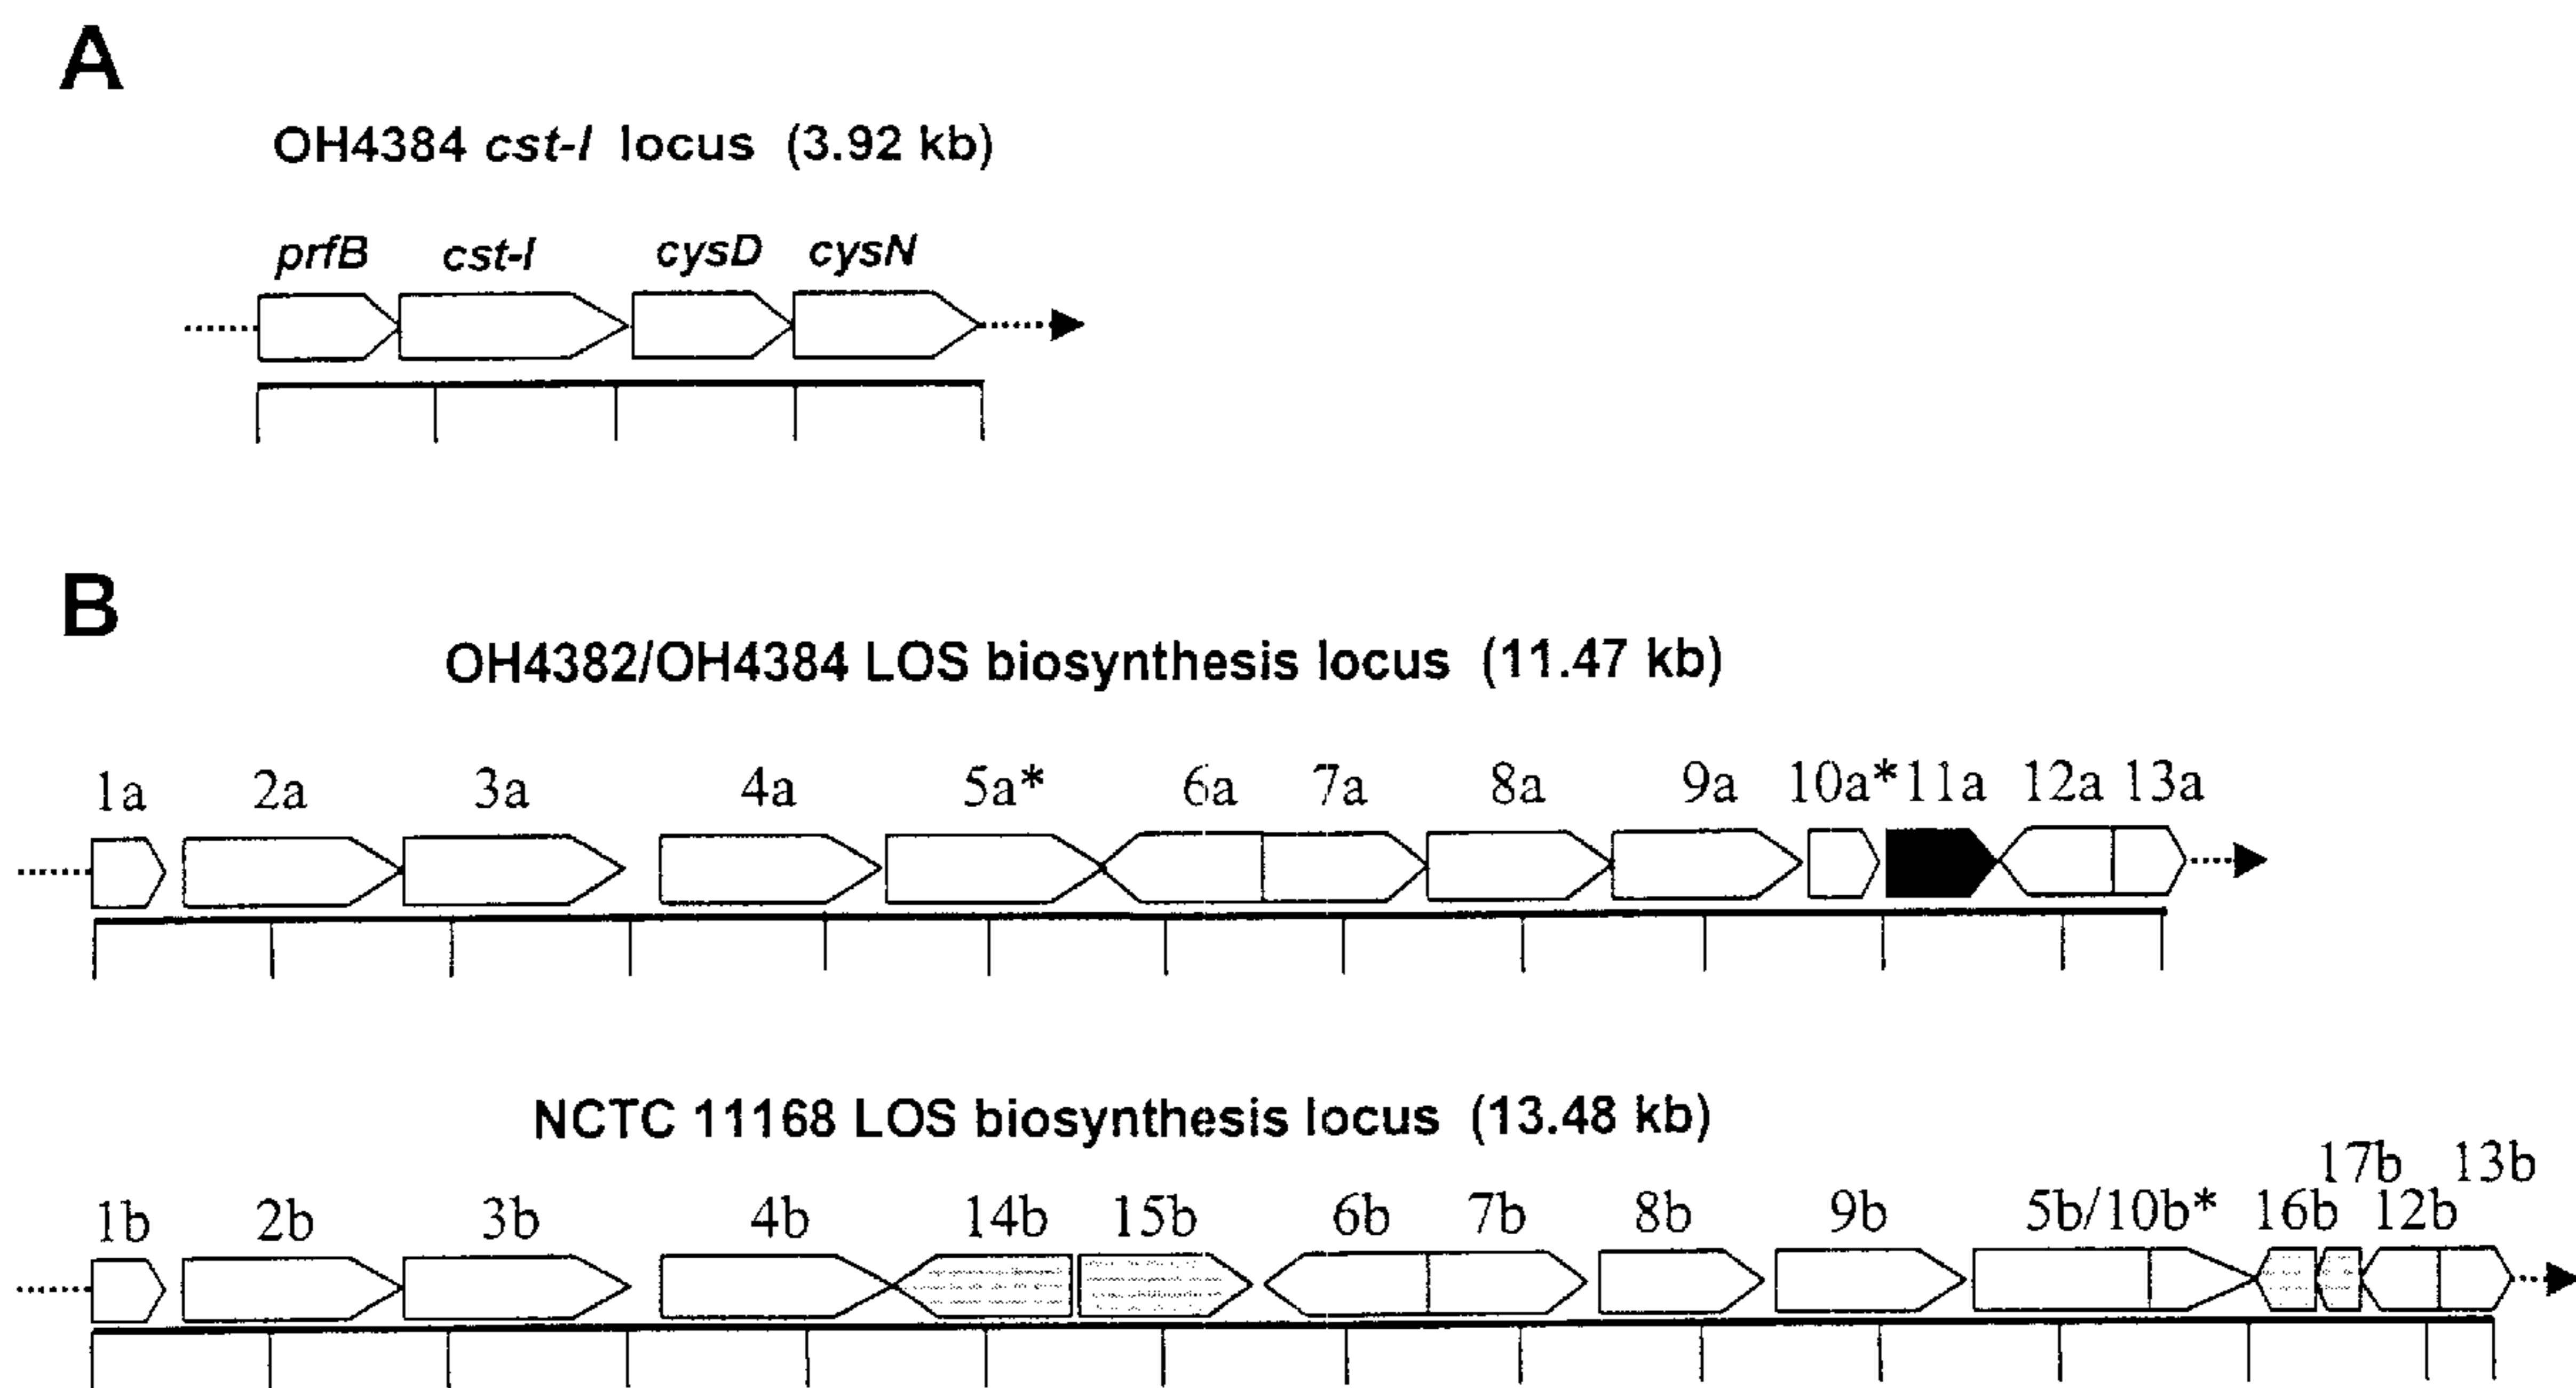 A
OH4384 cst-I locus (3.92 kb)
prfB cst-I cysD cysN
B
OH4382/OH4384 LOS biosynthesis locus (11.47 kb)
1a 2a 3a 4a 5a* 6a 7a 8a 9a 10a* 11a 12a 13a
NCTC 11168 LOS biosynthesis locus (13.48 kb)
17b 13b
1b 2b 3b 4b 14b 15b 6b 7b 8b 9b 5b/10b* 16b 12b